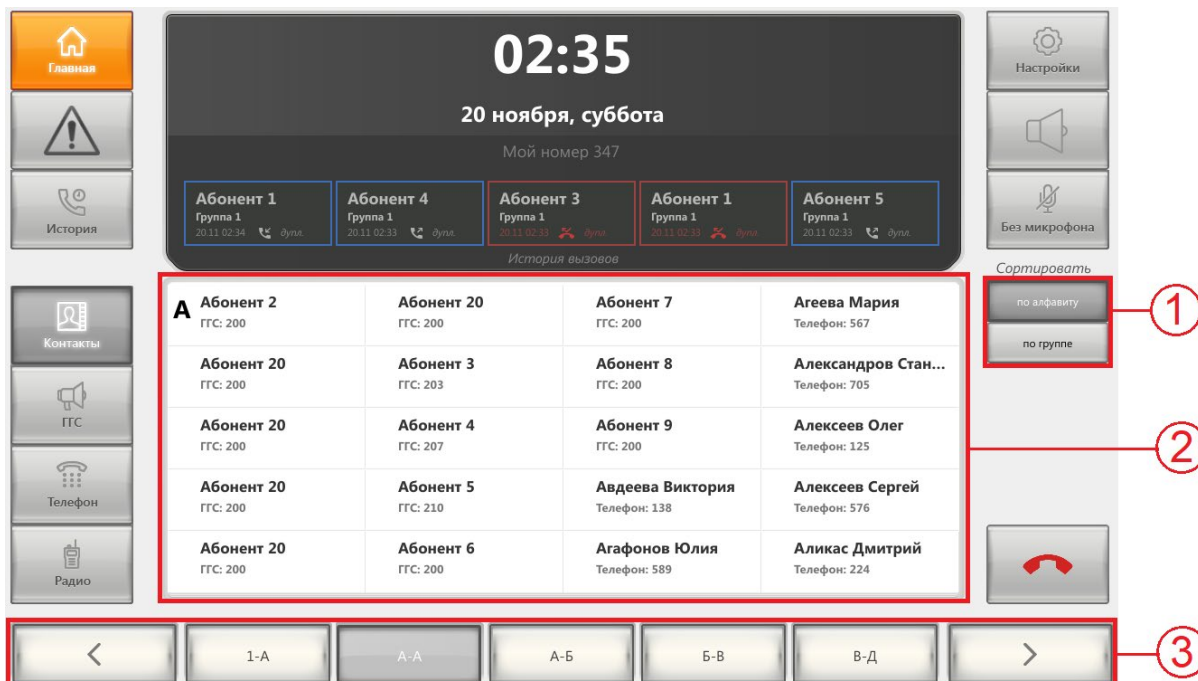 Главная
История
Контакты
ГГС
Телефон
Радио
02:35
20 ноября, суббота
Мой номер 347
Абонент 1
Группа 1
20.11 02:34 дупл.
Абонент 4
Группа 1
20.11 02:33 дупл.
Абонент 3
Группа 1
20.11 02:33 дупл.
Абонент 1
Группа 1
20.11 02:33 дупл.
Абонент 5
Группа 1
20.11 02:33 дупл.
История вызовов
Настройки
Без микрофона
Сортировать
по алфавиту
по группе
1
А
Абонент 2
ГГС: 200
Абонент 20
ГГС: 200
Абонент 7
ГГС: 200
Агеева Мария
Телефон: 567
Абонент 20
ГГС: 200
Абонент 3
ГГС: 203
Абонент 8
ГГС: 200
Александров Стан...
Телефон: 705
Абонент 20
ГГС: 200
Абонент 4
ГГС: 207
Абонент 9
ГГС: 200
Алексеев Олег
Телефон: 125
Абонент 20
ГГС: 200
Абонент 5
ГГС: 210
Авдеева Виктория
Телефон: 138
Алексеев Сергей
Телефон: 576
Абонент 20
ГГС: 200
Абонент 6
ГГС: 200
Агафонов Юлия
Телефон: 589
Аликас Дмитрий
Телефон: 224
2
< 1-А А-А А-Б Б-В В-Д >
3